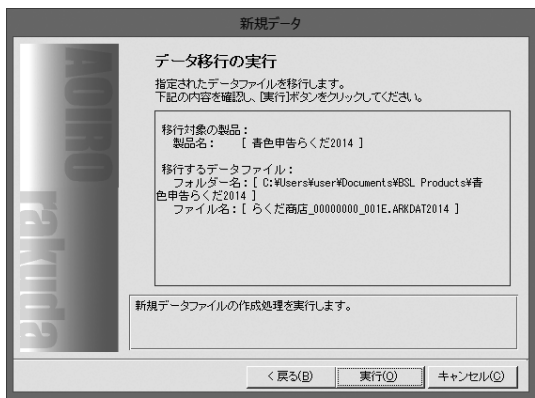 新規データ
AOIRO
rakuda
データ移行の実行
指定されたデータファイルを移行します。
下記の内容を確認し、[実行]ボタンをクリックしてください。
移行対象の製品：
製品名： [ 青色申告らくだ2014 ]
移行するデータファイル：
フォルダー名：[ C:¥Users¥user¥Documents¥BSL Products¥青
色申告らくだ2014 ]
ファイル名：[ らくだ商店_00000000_001E.ARKDAT2014 ]
新規データファイルの作成処理を実行します。
< 戻る(B)
実行(O)
キャンセル(C)